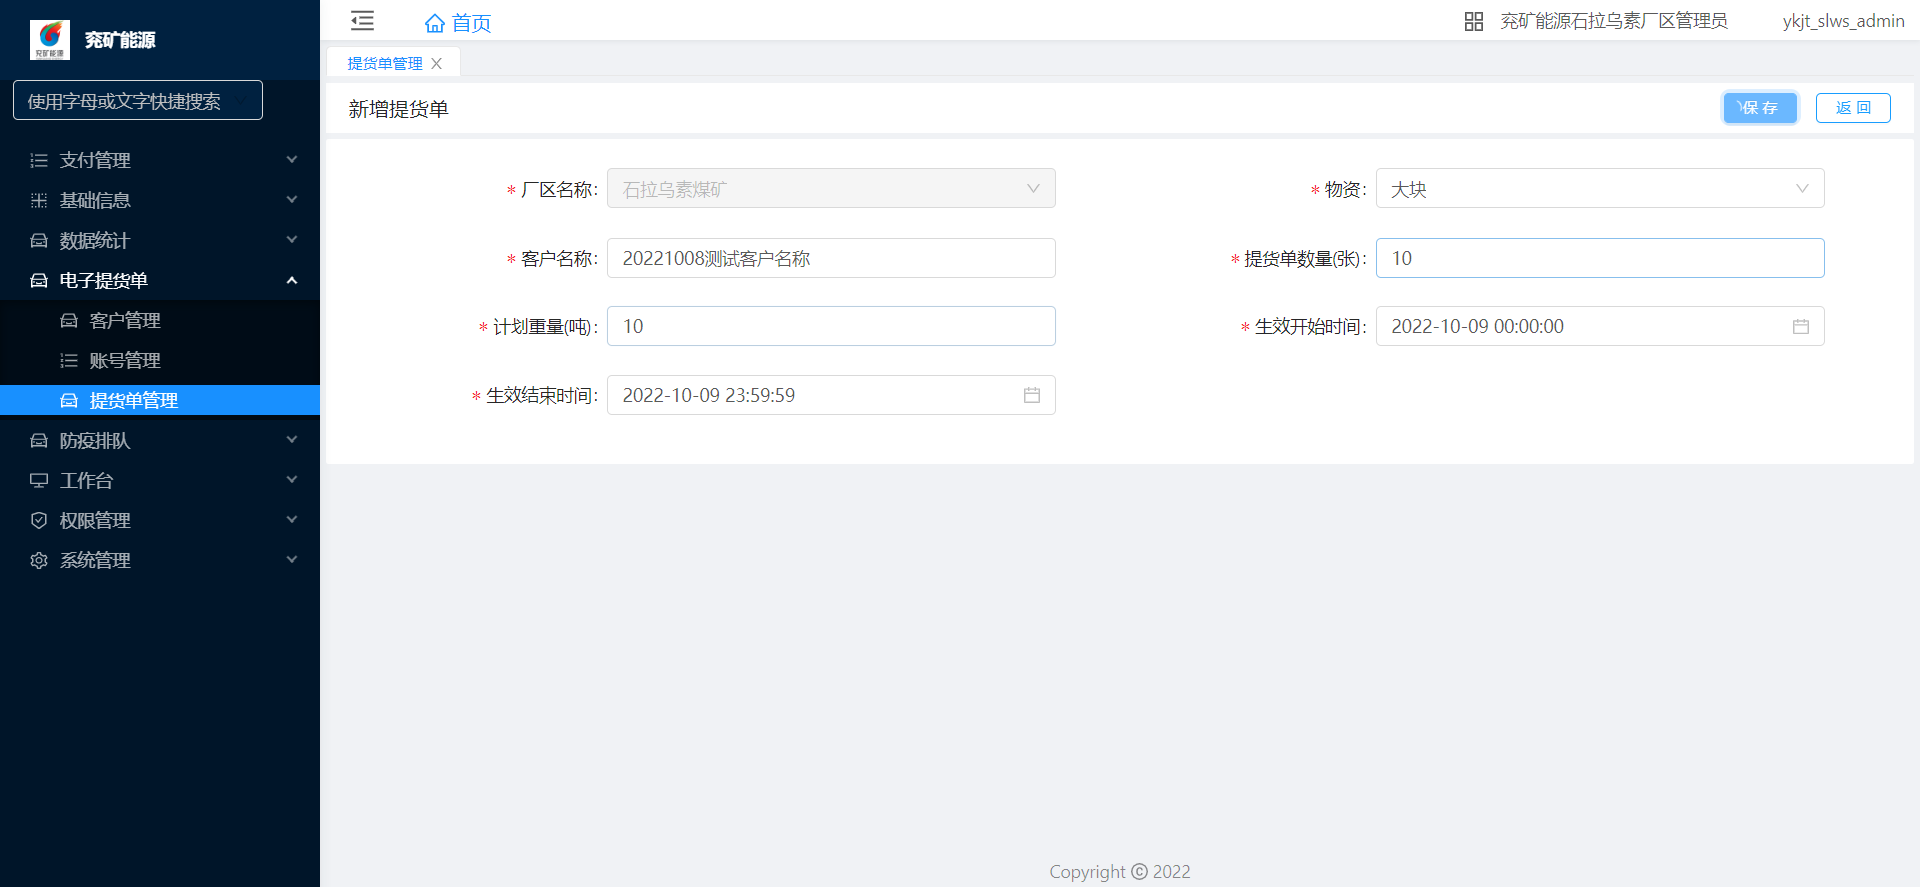 兖矿能源
兖矿能源
使用字母或文字快捷搜索
支付管理
基础信息
数据统计
电子提货单
客户管理
账号管理
提货单管理
防疫排队
工作台
权限管理
系统管理
首页
兖矿能源石拉乌素厂区管理员
ykjt_slws_admin
提货单管理
新增提货单
保 存
返 回
* 厂区名称:
石拉乌素煤矿
* 物资:
大块
* 客户名称:
20221008测试客户名称
* 提货单数量(张):
10
* 计划重量(吨):
10
* 生效开始时间:
2022-10-09 00:00:00
* 生效结束时间:
2022-10-09 23:59:59
Copyright © 2022